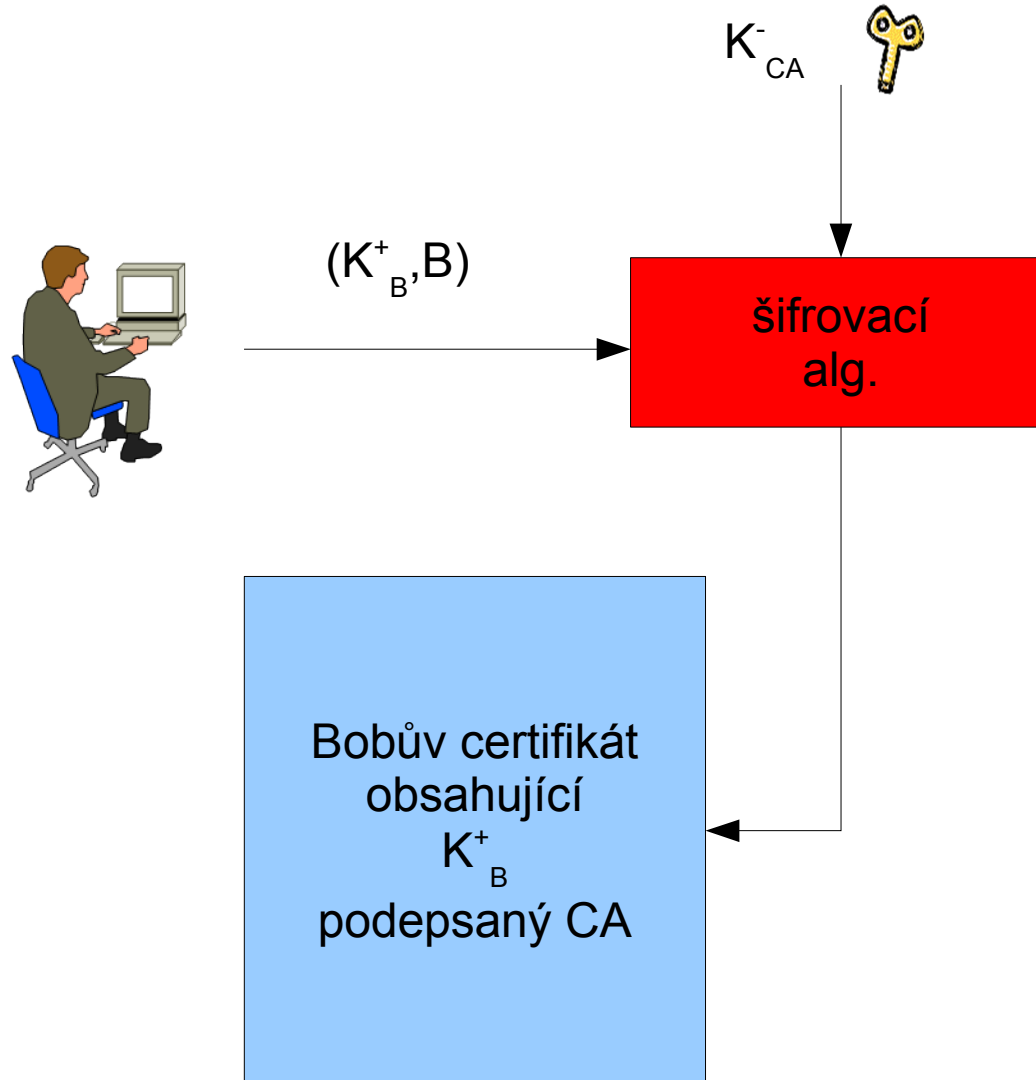 K⁻CA
(K⁺B,B)
šifrovací
alg.
Bobův certifikát
obsahující
K⁺B
podepsaný CA